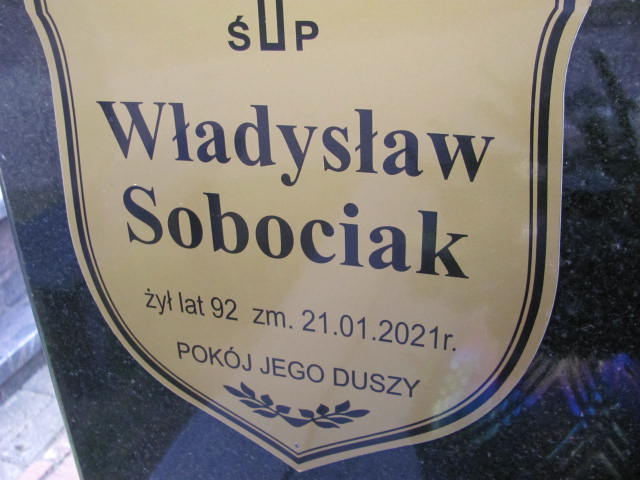 Ś P
Władysław
Sobociak
żył lat 92 zm. 21.01.2021r.
POKÓJ JEGO DUSZY